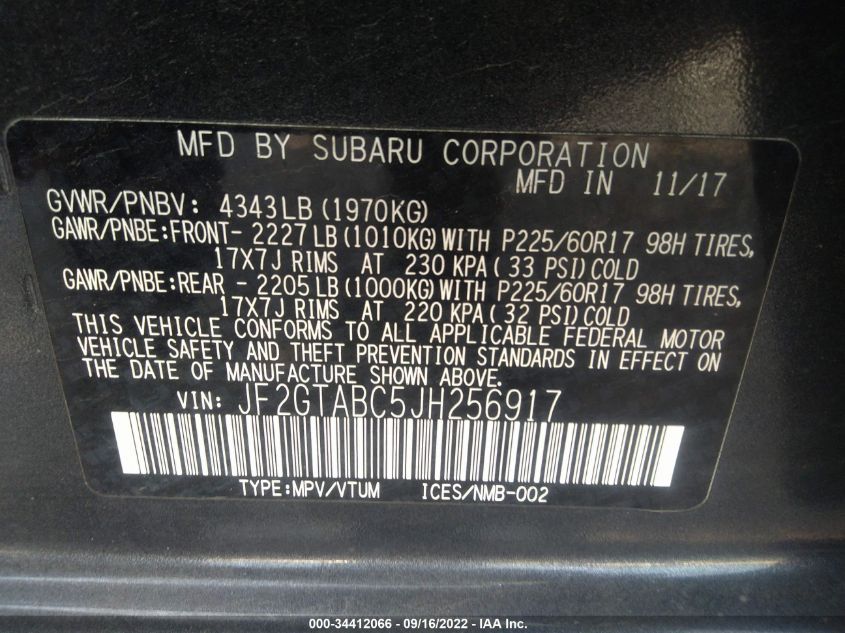 MFD BY SUBARU CORPORATION
MFD IN 11/17
GVWR/PNBV: 4343LB (1970KG)
GAWR/PNBE:FRONT- 2227LB (1010KG) WITH P225/60R17 98H TIRES,
17X7J RIMS AT 230 KPA ( 33 PSI) COLD
GAWR/PNBE:REAR - 2205LB (1000KG) WITH P225/60R17 98H TIRES,
17X7J RIMS AT 220 KPA ( 32 PSI) COLD
THIS VEHICLE CONFORMS TO ALL APPLICABLE FEDERAL MOTOR
VEHICLE SAFETY AND THEFT PREVENTION STANDARDS IN EFFECT ON
THE DATE OF MANUFACTURE SHOWN ABOVE.
VIN: JF2GTABC5JH256917
TYPE:MPV/VTUM ICES/NMB-002
000-34412066 - 09/16/2022 - IAA Inc.